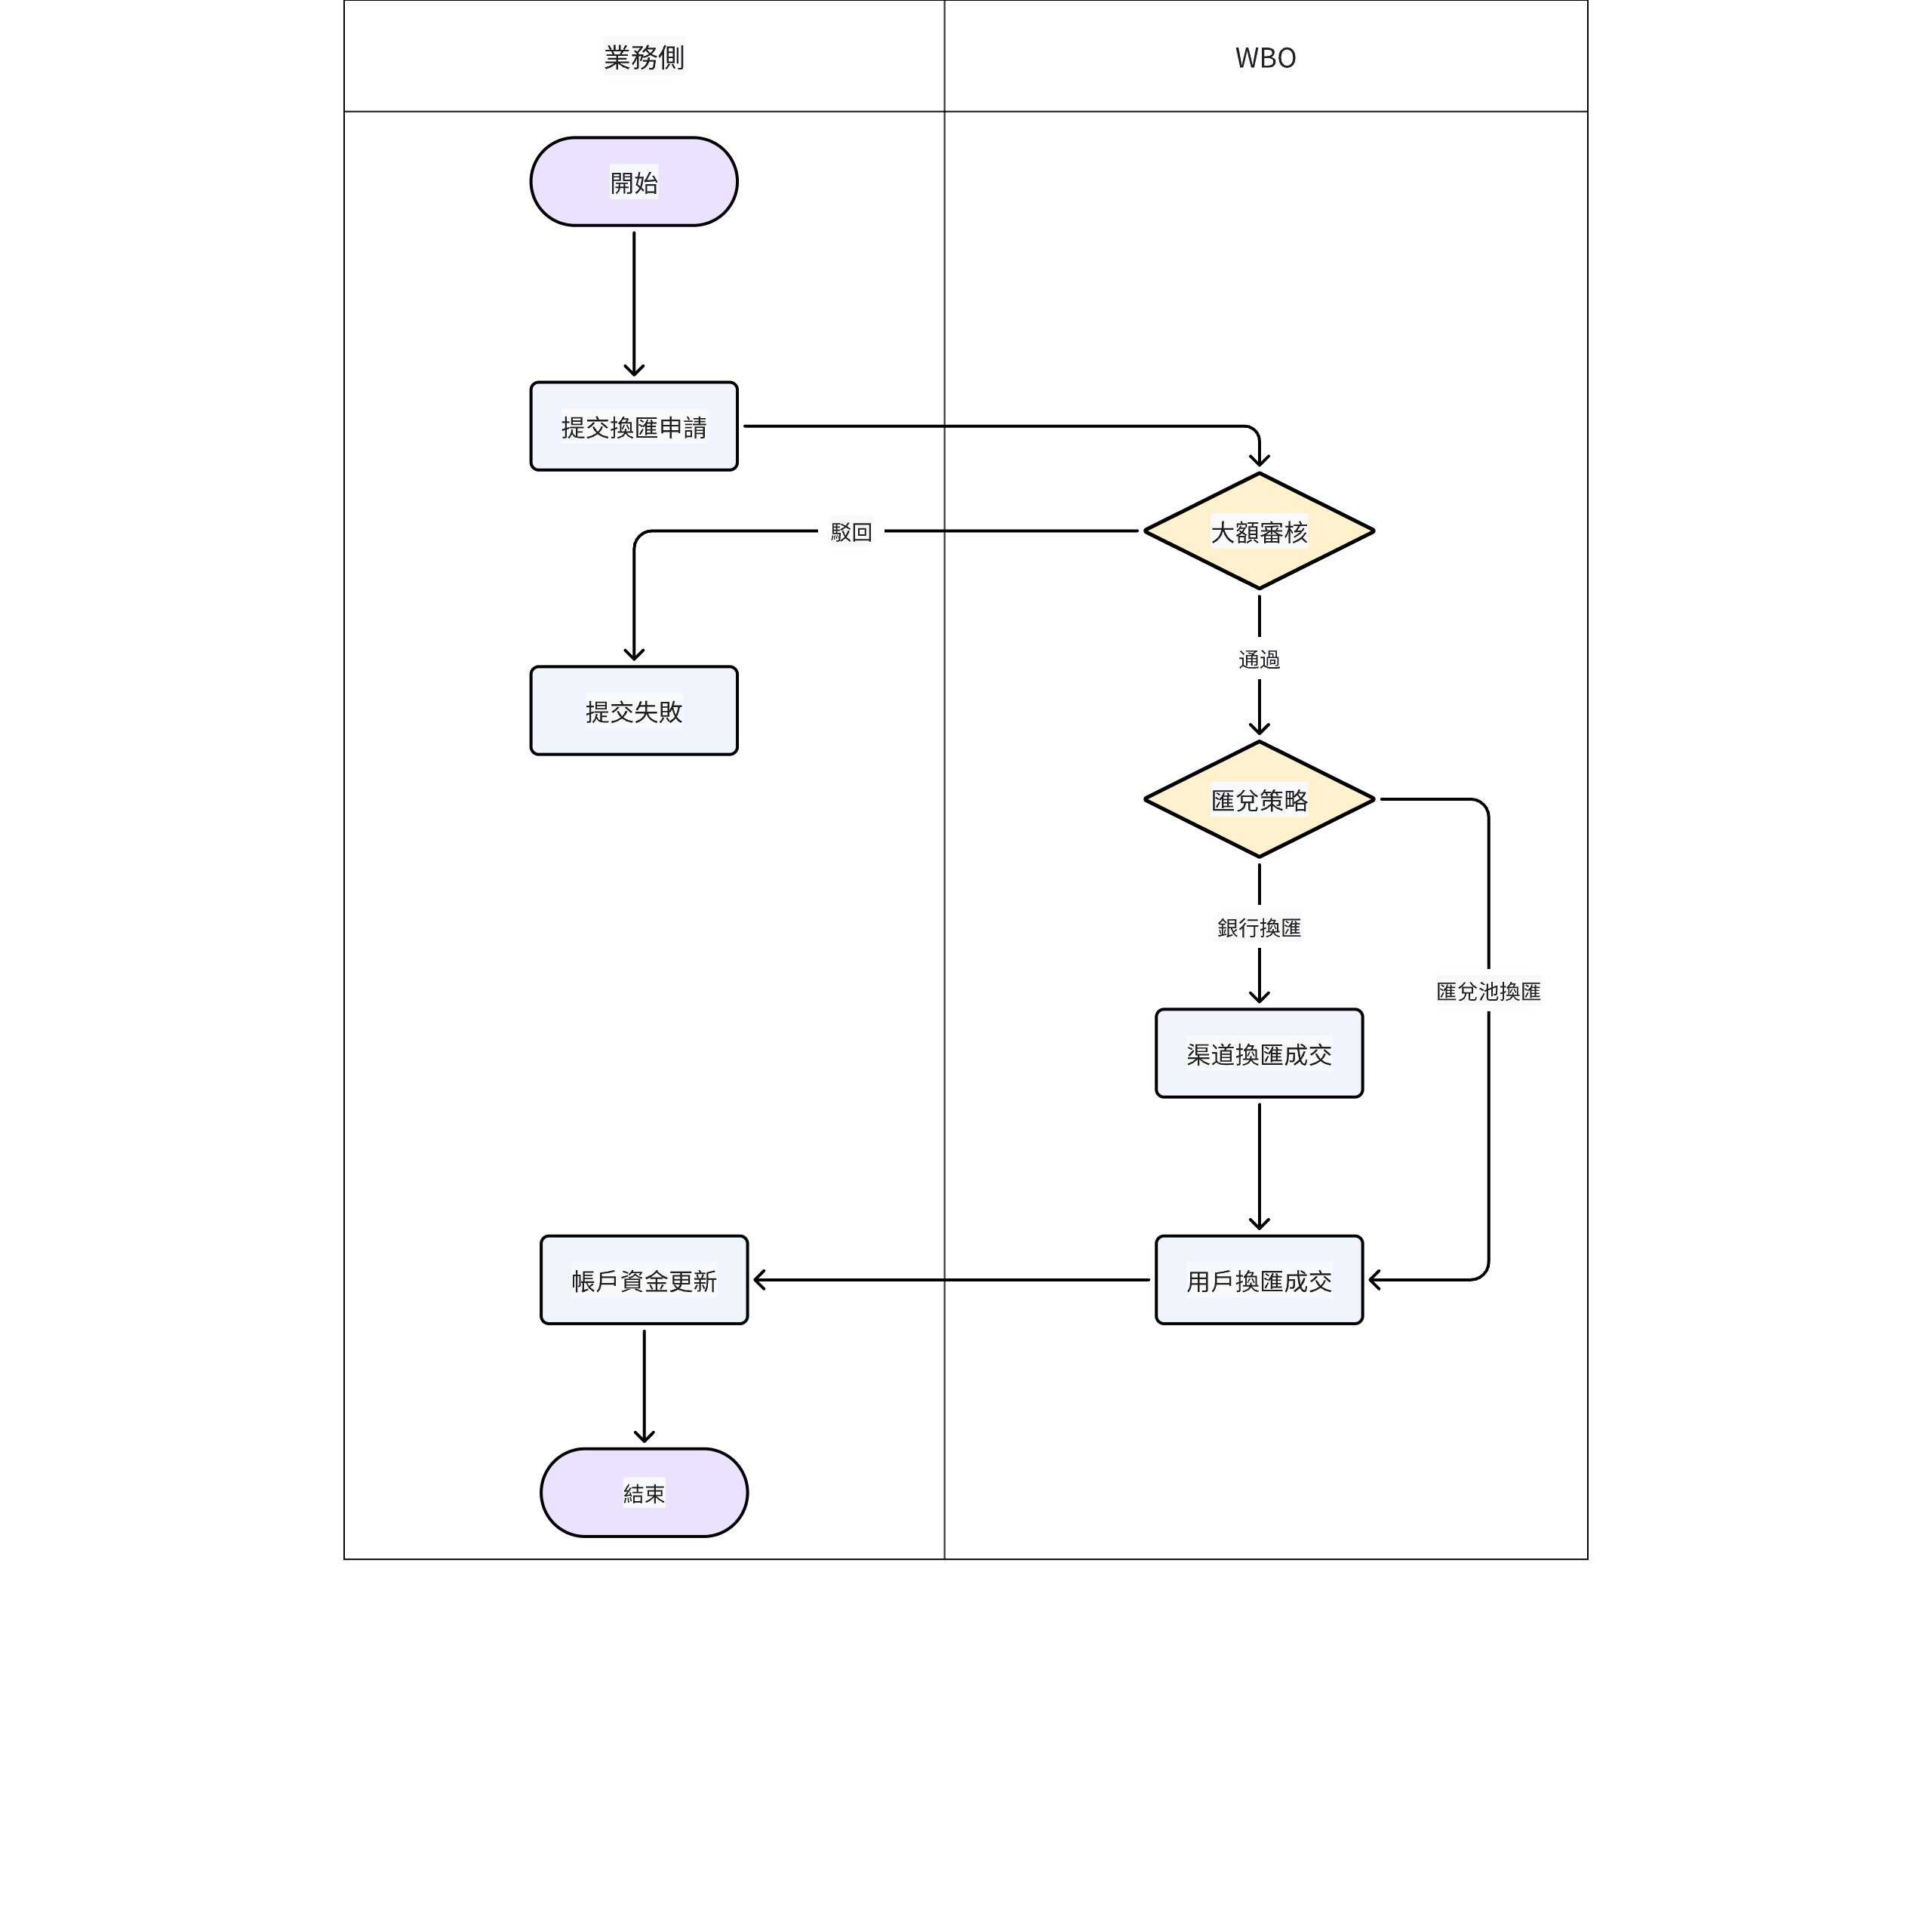 業務側
WBO
開始
提交換匯申請
大額審核
駁回
通過
提交失敗
匯兌策略
銀行換匯
匯兌池換匯
渠道換匯成交
帳戶資金更新
用戶換匯成交
結束